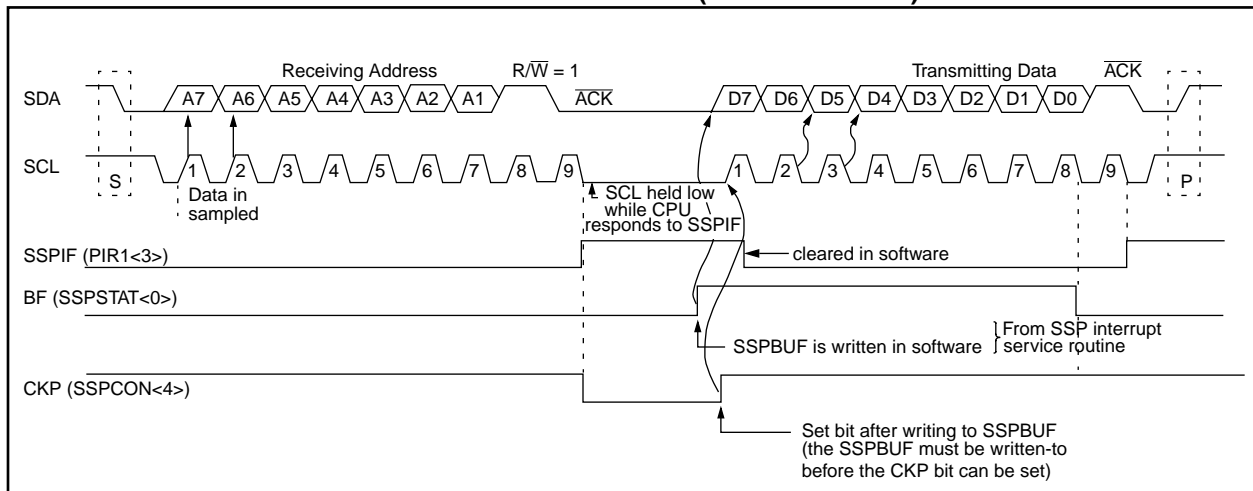 Receiving Address R/W = 1 Transmitting Data ACK
SDA A7 A6 A5 A4 A3 A2 A1 ACK D7 D6 D5 D4 D3 D2 D1 D0
SCL S 1 2 3 4 5 6 7 8 9 1 2 3 4 5 6 7 8 9 P
Data in
sampled
SCL held low
while CPU
responds to SSPIF
SSPIF (PIR1<3>)
cleared in software
BF (SSPSTAT<0>)
SSPBUF is written in software
From SSP interrupt
service routine
CKP (SSPCON<4>)
Set bit after writing to SSPBUF
(the SSPBUF must be written-to
before the CKP bit can be set)